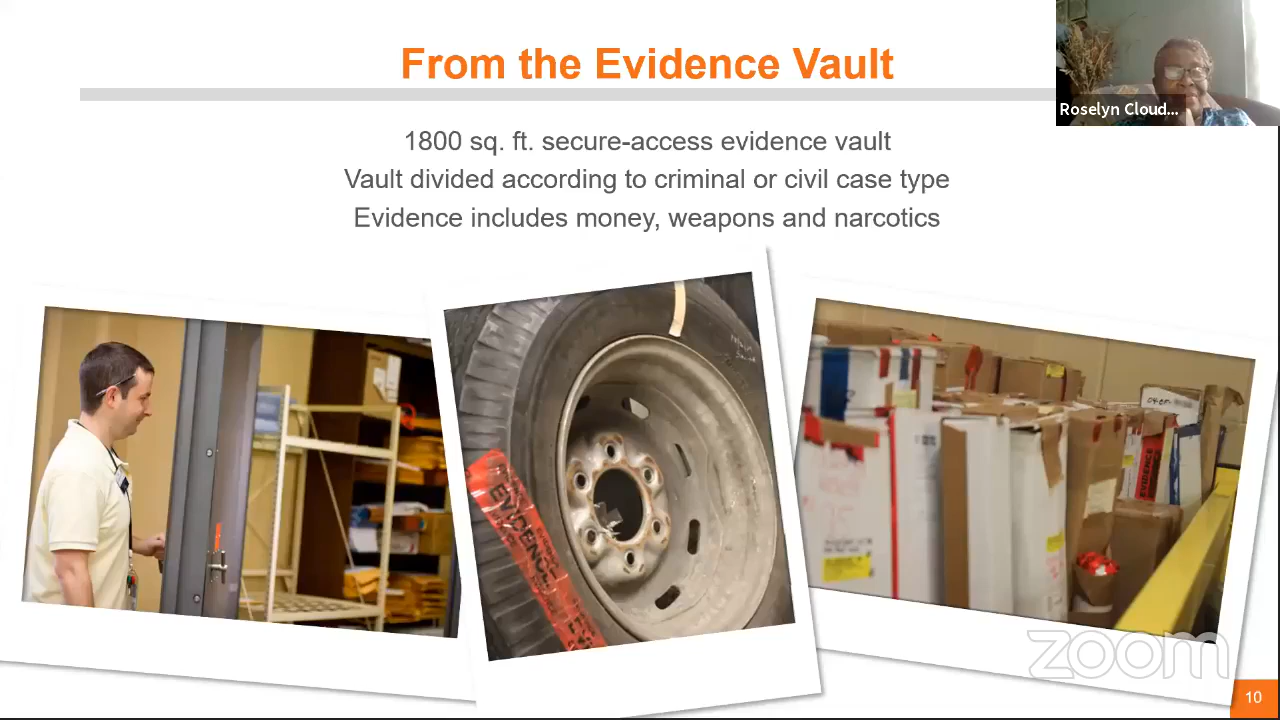 From the Evidence Vault
Roselyn Cloud...
1800 sq. ft. secure-access evidence vault
Vault divided according to criminal or civil case type
Evidence includes money, weapons and narcotics
EVIDENCE
EVIDENCE
zoom
10